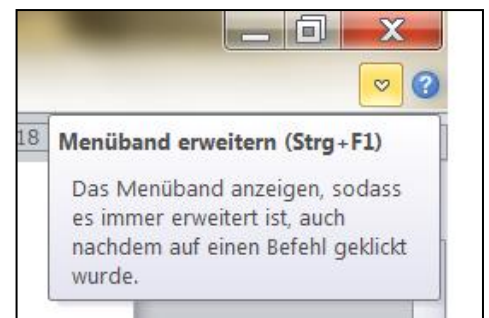 18
Menüband erweitern (Strg+F1)
Das Menüband anzeigen, sodass
es immer erweitert ist, auch
nachdem auf einen Befehl geklickt
wurde.